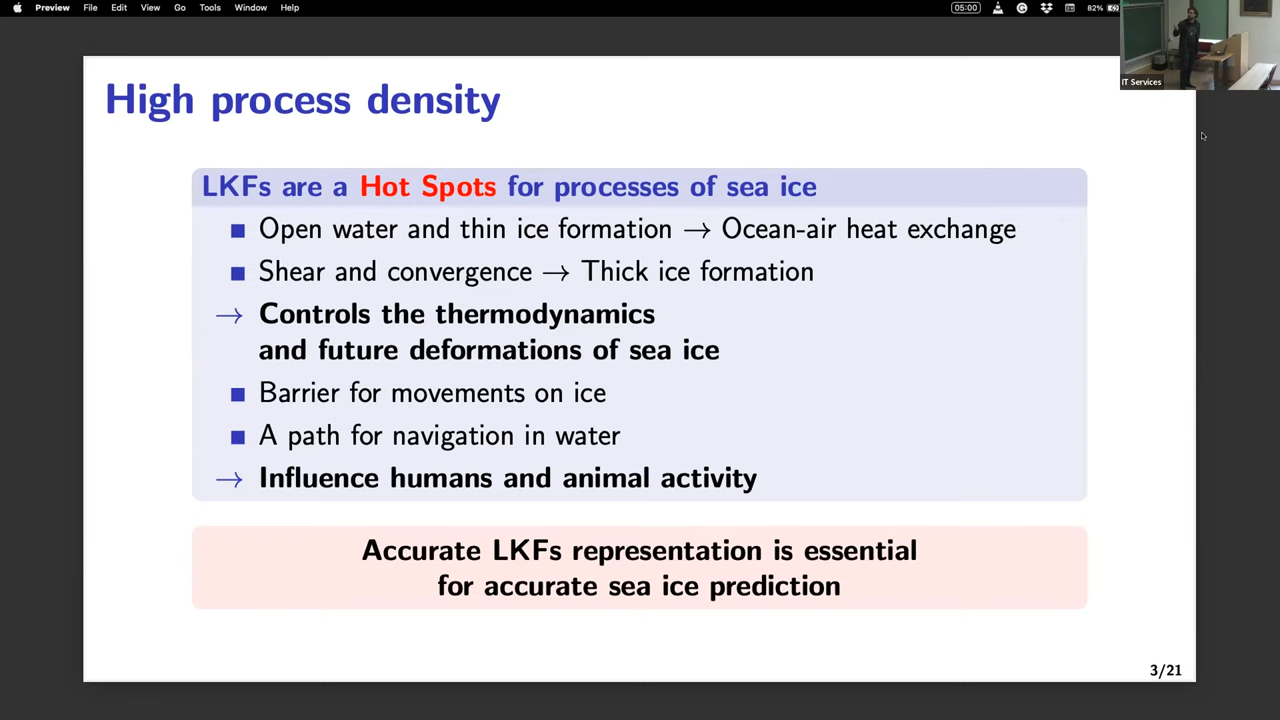 Preview File Edit View Go Tools Window Help 05:00 82%
IT Services
High process density
LKFs are a Hot Spots for processes of sea ice
■ Open water and thin ice formation → Ocean-air heat exchange
■ Shear and convergence → Thick ice formation
→ Controls the thermodynamics
and future deformations of sea ice
■ Barrier for movements on ice
■ A path for navigation in water
→ Influence humans and animal activity
Accurate LKFs representation is essential
for accurate sea ice prediction
3/21